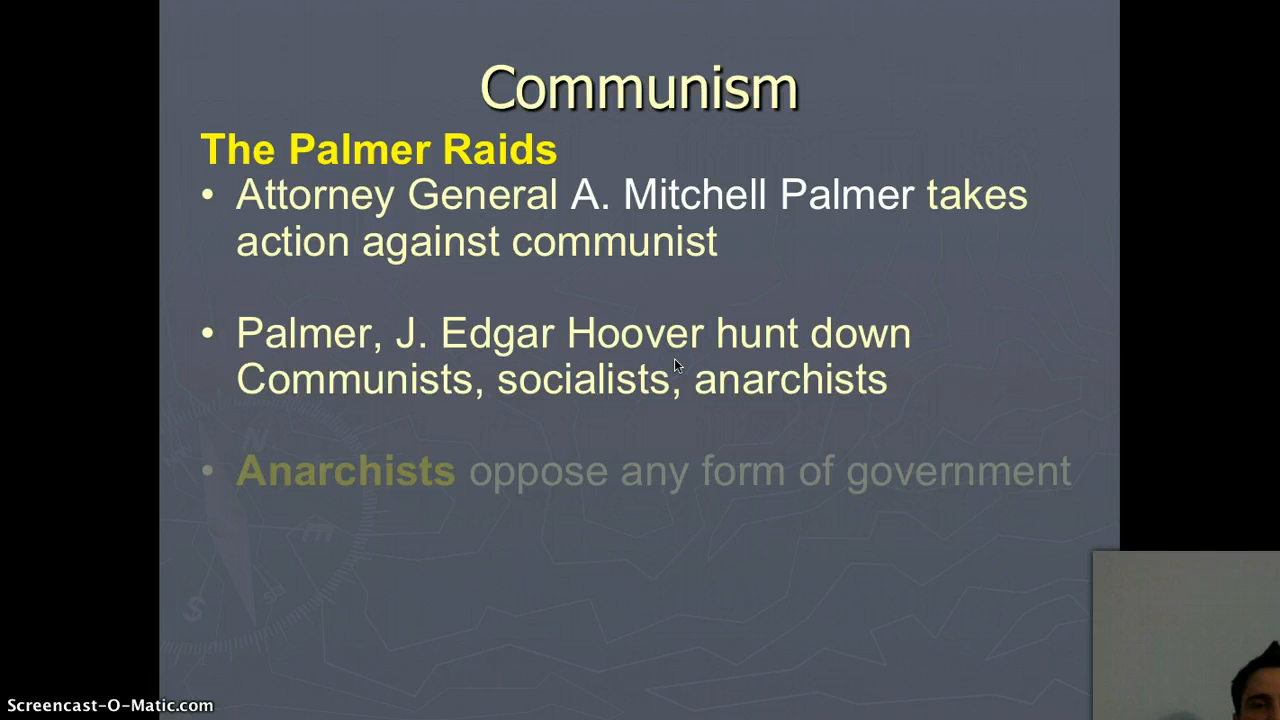 Communism
The Palmer Raids
• Attorney General A. Mitchell Palmer takes
action against communist
• Palmer, J. Edgar Hoover hunt down
Communists, socialists, anarchists
• Anarchists oppose any form of government
N
S
Screencast-O-Matic.com